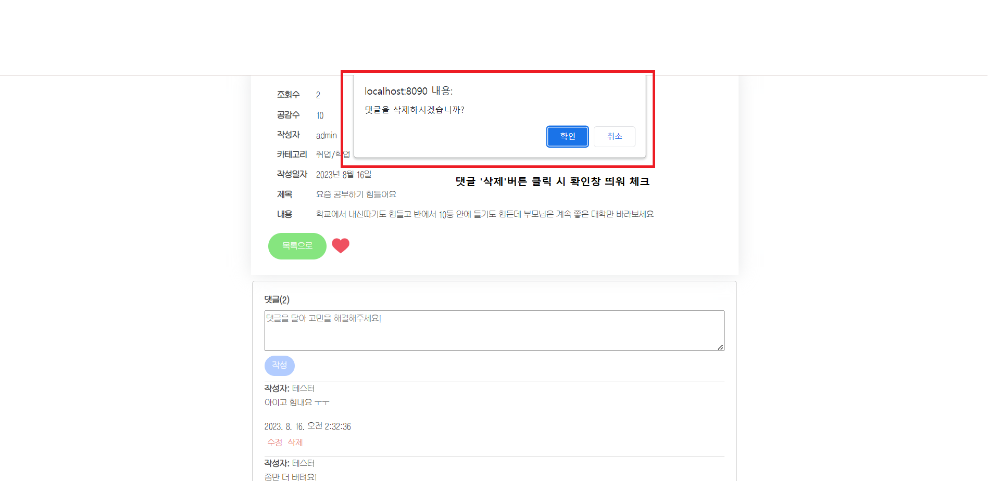 localhost:8090 내용:
댓글을 삭제하시겠습니까?
확인 취소
조회수 2
공감수 10
작성자 admin
카테고리 취업/학업
작성일자 2023년 8월 16일
댓글 '삭제'버튼 클릭 시 확인창 띄워 체크
제목 요즘 공부하기 힘들어요
내용 학교에서 내신따기도 힘들고 반에서 10등 안에 들기도 힘든데 부모님은 계속 좋은 대학만 바라보세요
목록으로
댓글(2)
댓글을 달아 고민을 해결해주세요!
작성
작성자: 테스터
아이고 힘내요 ㅜㅜ
2023. 8. 16. 오전 2:32:36
수정 삭제
작성자: 테스터
좀만 더 버텨요!